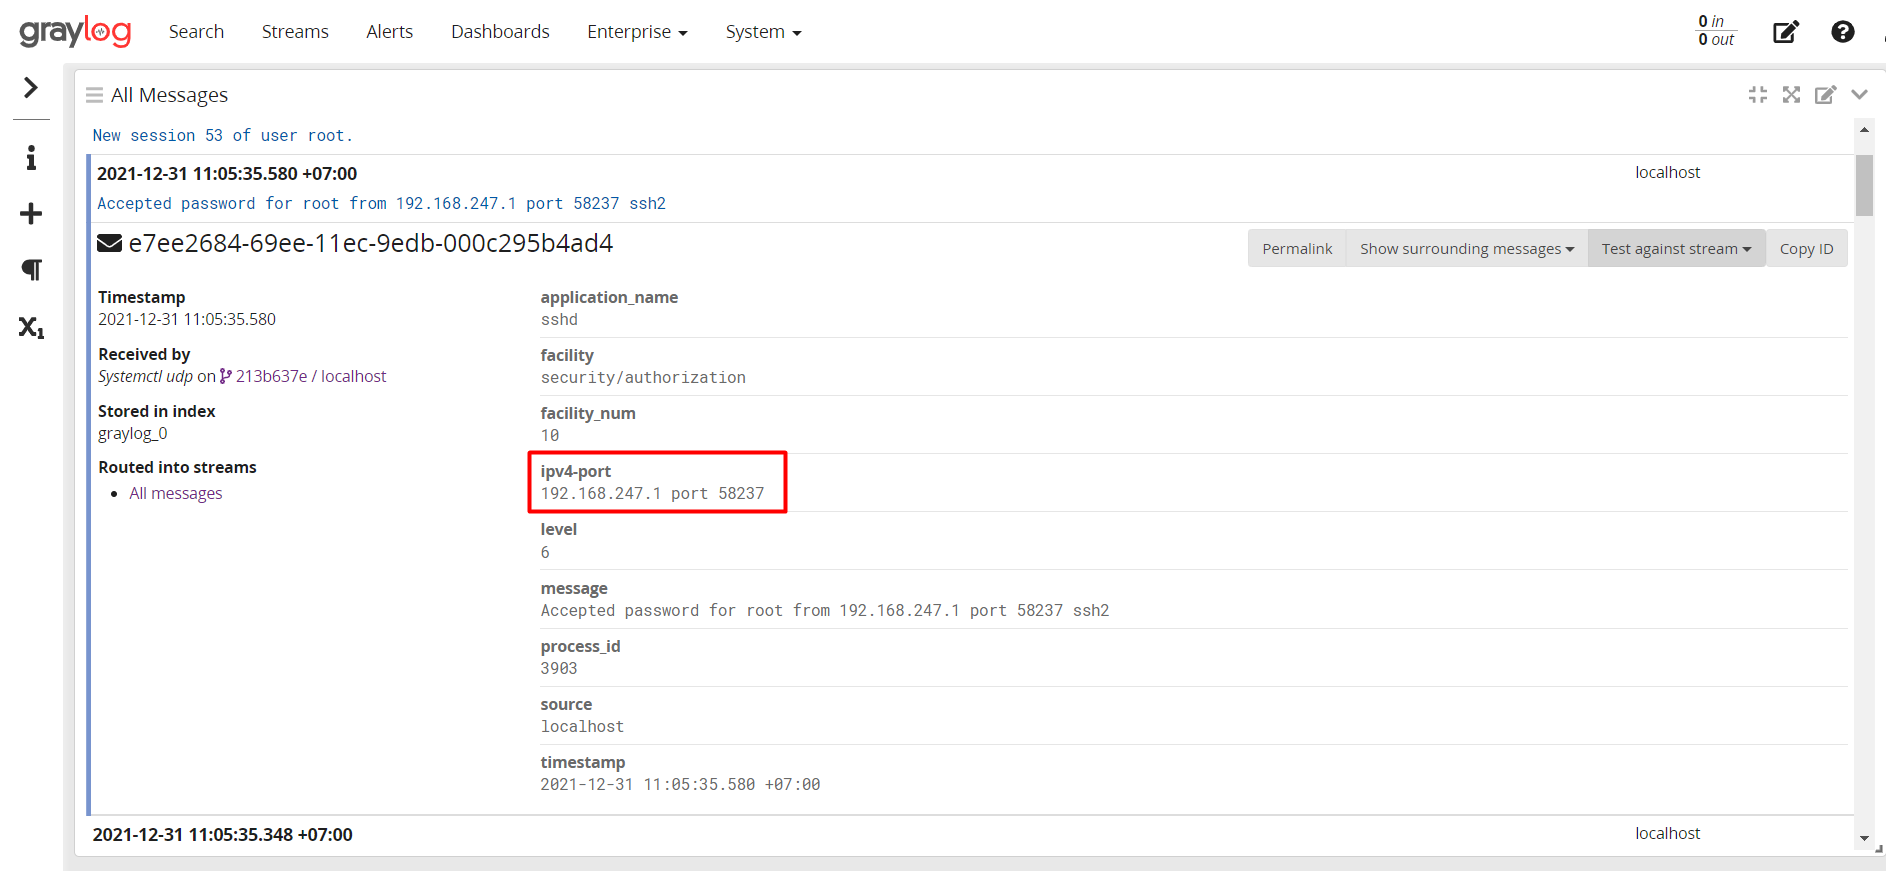 graylog Search Streams Alerts Dashboards Enterprise System 0 in
0 out
All Messages
New session 53 of user root.
2021-12-31 11:05:35.580 +07:00 localhost
Accepted password for root from 192.168.247.1 port 58237 ssh2
e7ee2684-69ee-11ec-9edb-000c295b4ad4
Permalink Show surrounding messages Test against stream Copy ID
Timestamp
2021-12-31 11:05:35.580
Received by
Systemctl udp on 213b637e / localhost
Stored in index
graylog_0
Routed into streams
All messages
application_name
sshd
facility
security/authorization
facility_num
10
ipv4-port
192.168.247.1 port 58237
level
6
message
Accepted password for root from 192.168.247.1 port 58237 ssh2
process_id
3903
source
localhost
timestamp
2021-12-31 11:05:35.580 +07:00
2021-12-31 11:05:35.348 +07:00 localhost